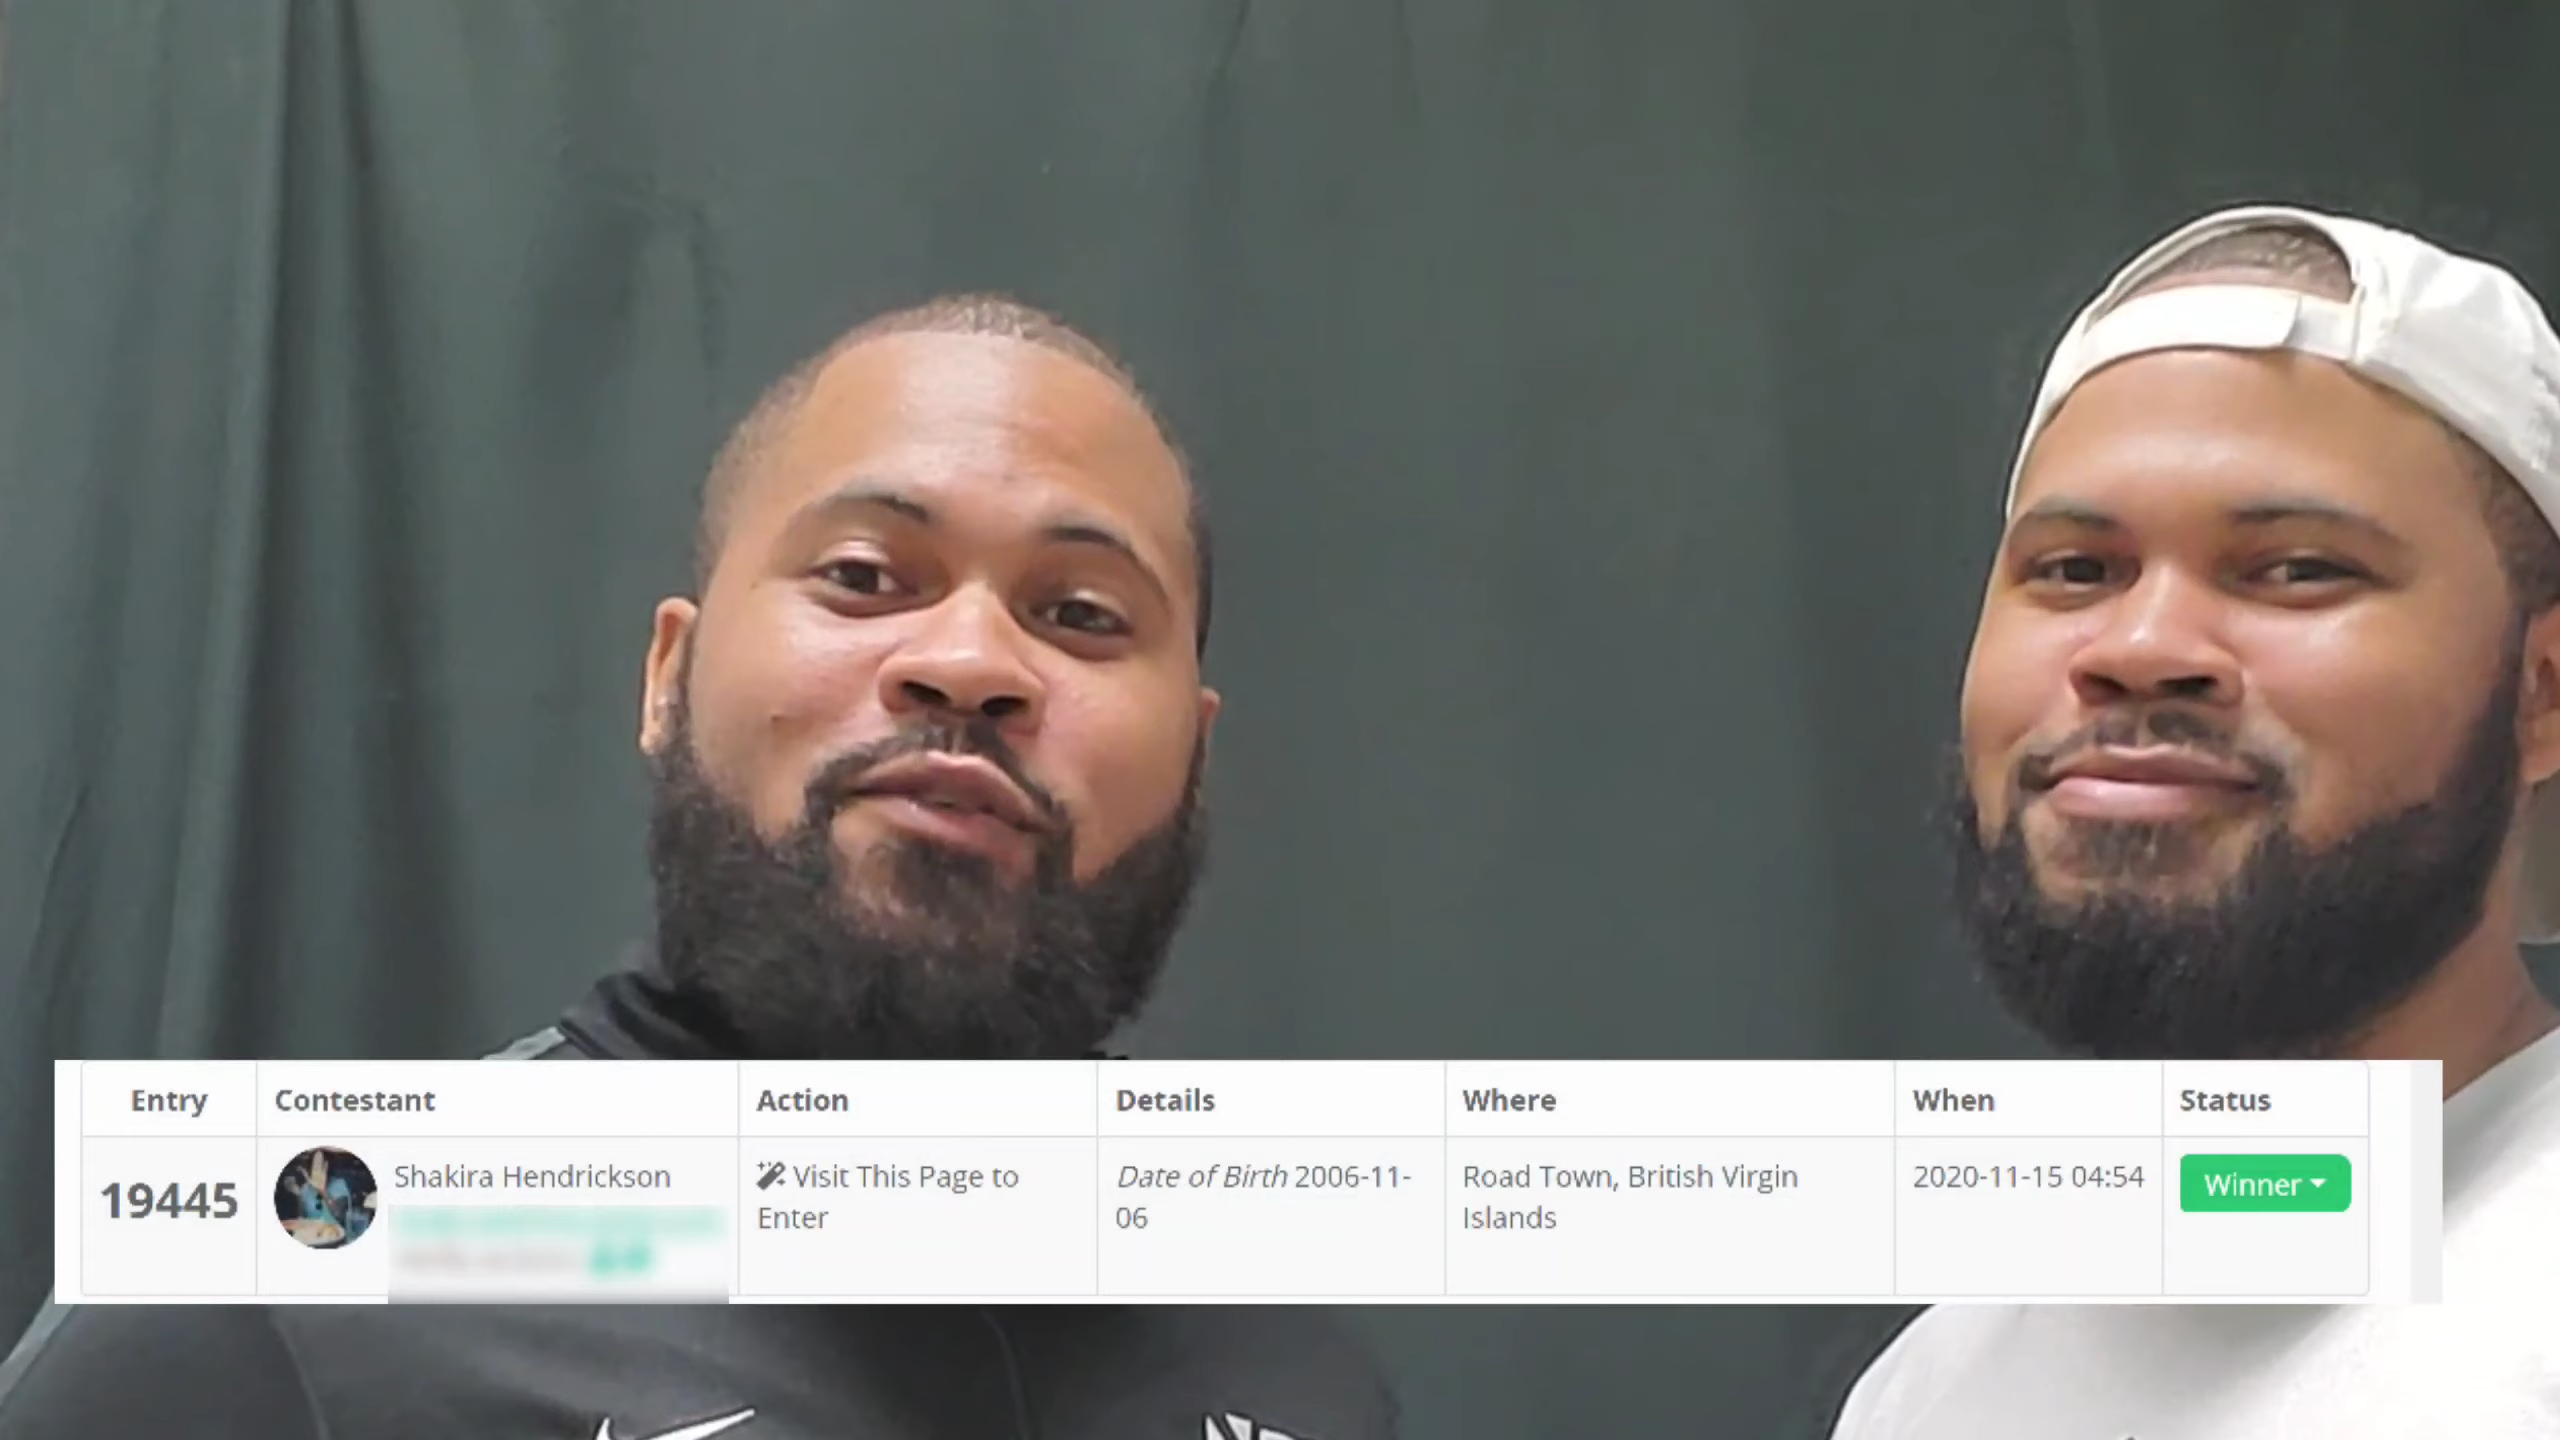 Entry Contestant Action Details Where When Status
19445 Shakira Hendrickson Visit This Page to Date of Birth 2006-11- Road Town, British Virgin 2020-11-15 04:54 Winner
Enter 06 Islands